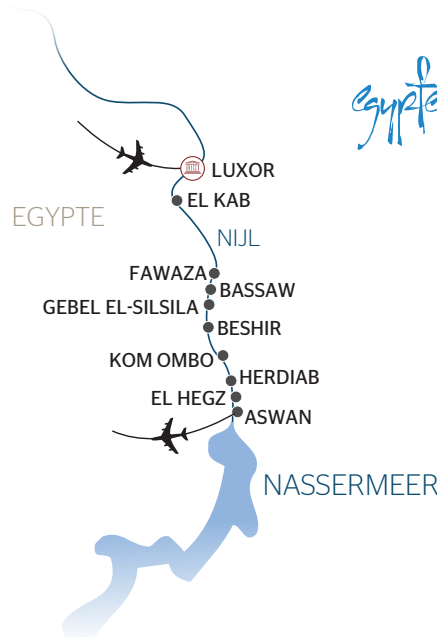 egypte
LUXOR
EL KAB
EGYPTE
NIJL
FAWAZA
BASSAW
GEBEL EL-SILSILA
BESHIR
KOM OMBO
HERDIAB
EL HEGZ
ASWAN
NASSERMEER